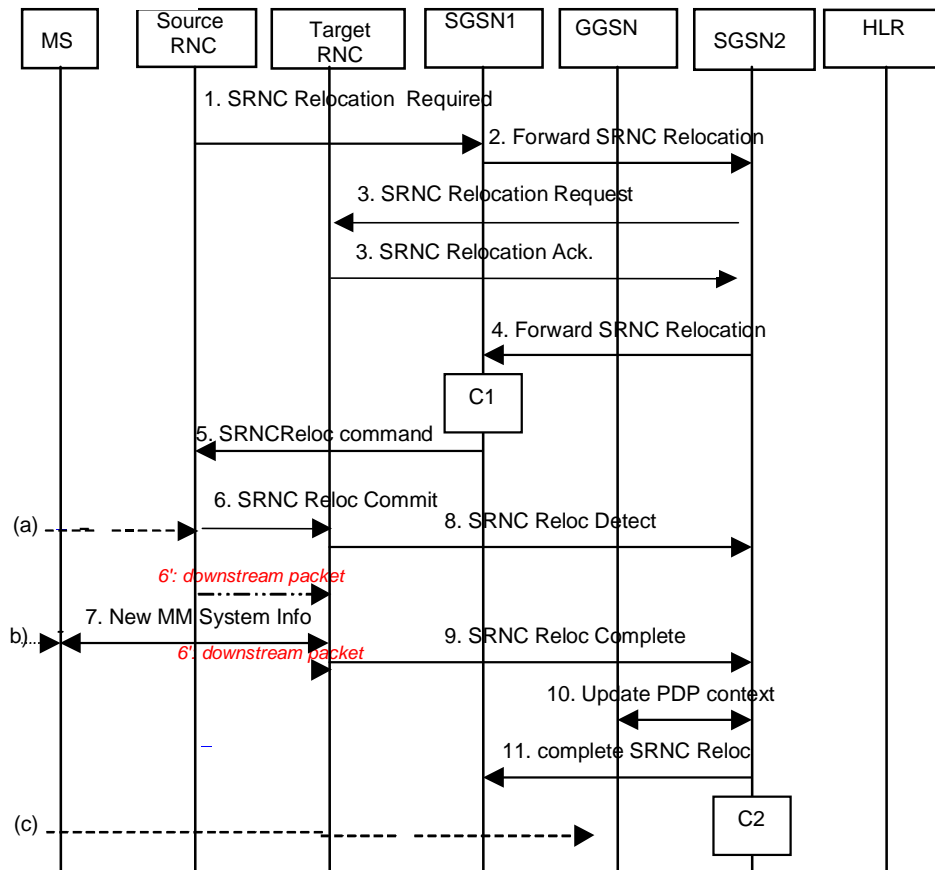 MS
Source
RNC
Target
RNC
SGSN1
GGSN
SGSN2
HLR
1. SRNC Relocation Required
2. Forward SRNC Relocation
3. SRNC Relocation Request
3. SRNC Relocation Ack.
4. Forward SRNC Relocation
C1
5. SRNCReloc command
6. SRNC Reloc Commit
(a)
8. SRNC Reloc Detect
6': downstream packet
7. New MM System Info
b)
9. SRNC Reloc Complete
6': downstream packet
10. Update PDP context
11. complete SRNC Reloc
C2
(c)